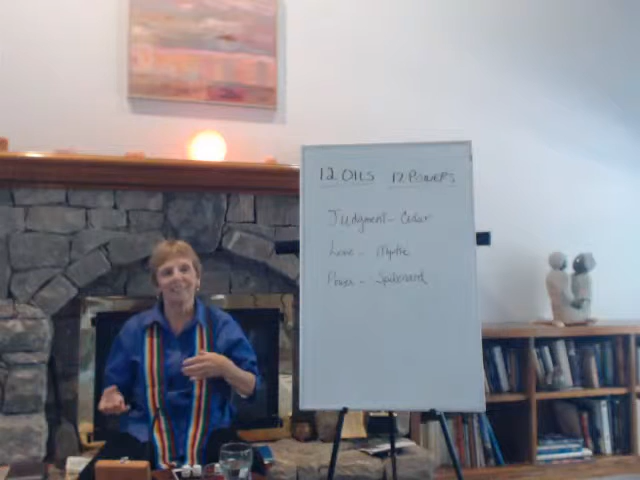 12 OILS 12 POWERS
Judgment - Cedar
Love - Myrtle
Power - Spikenard